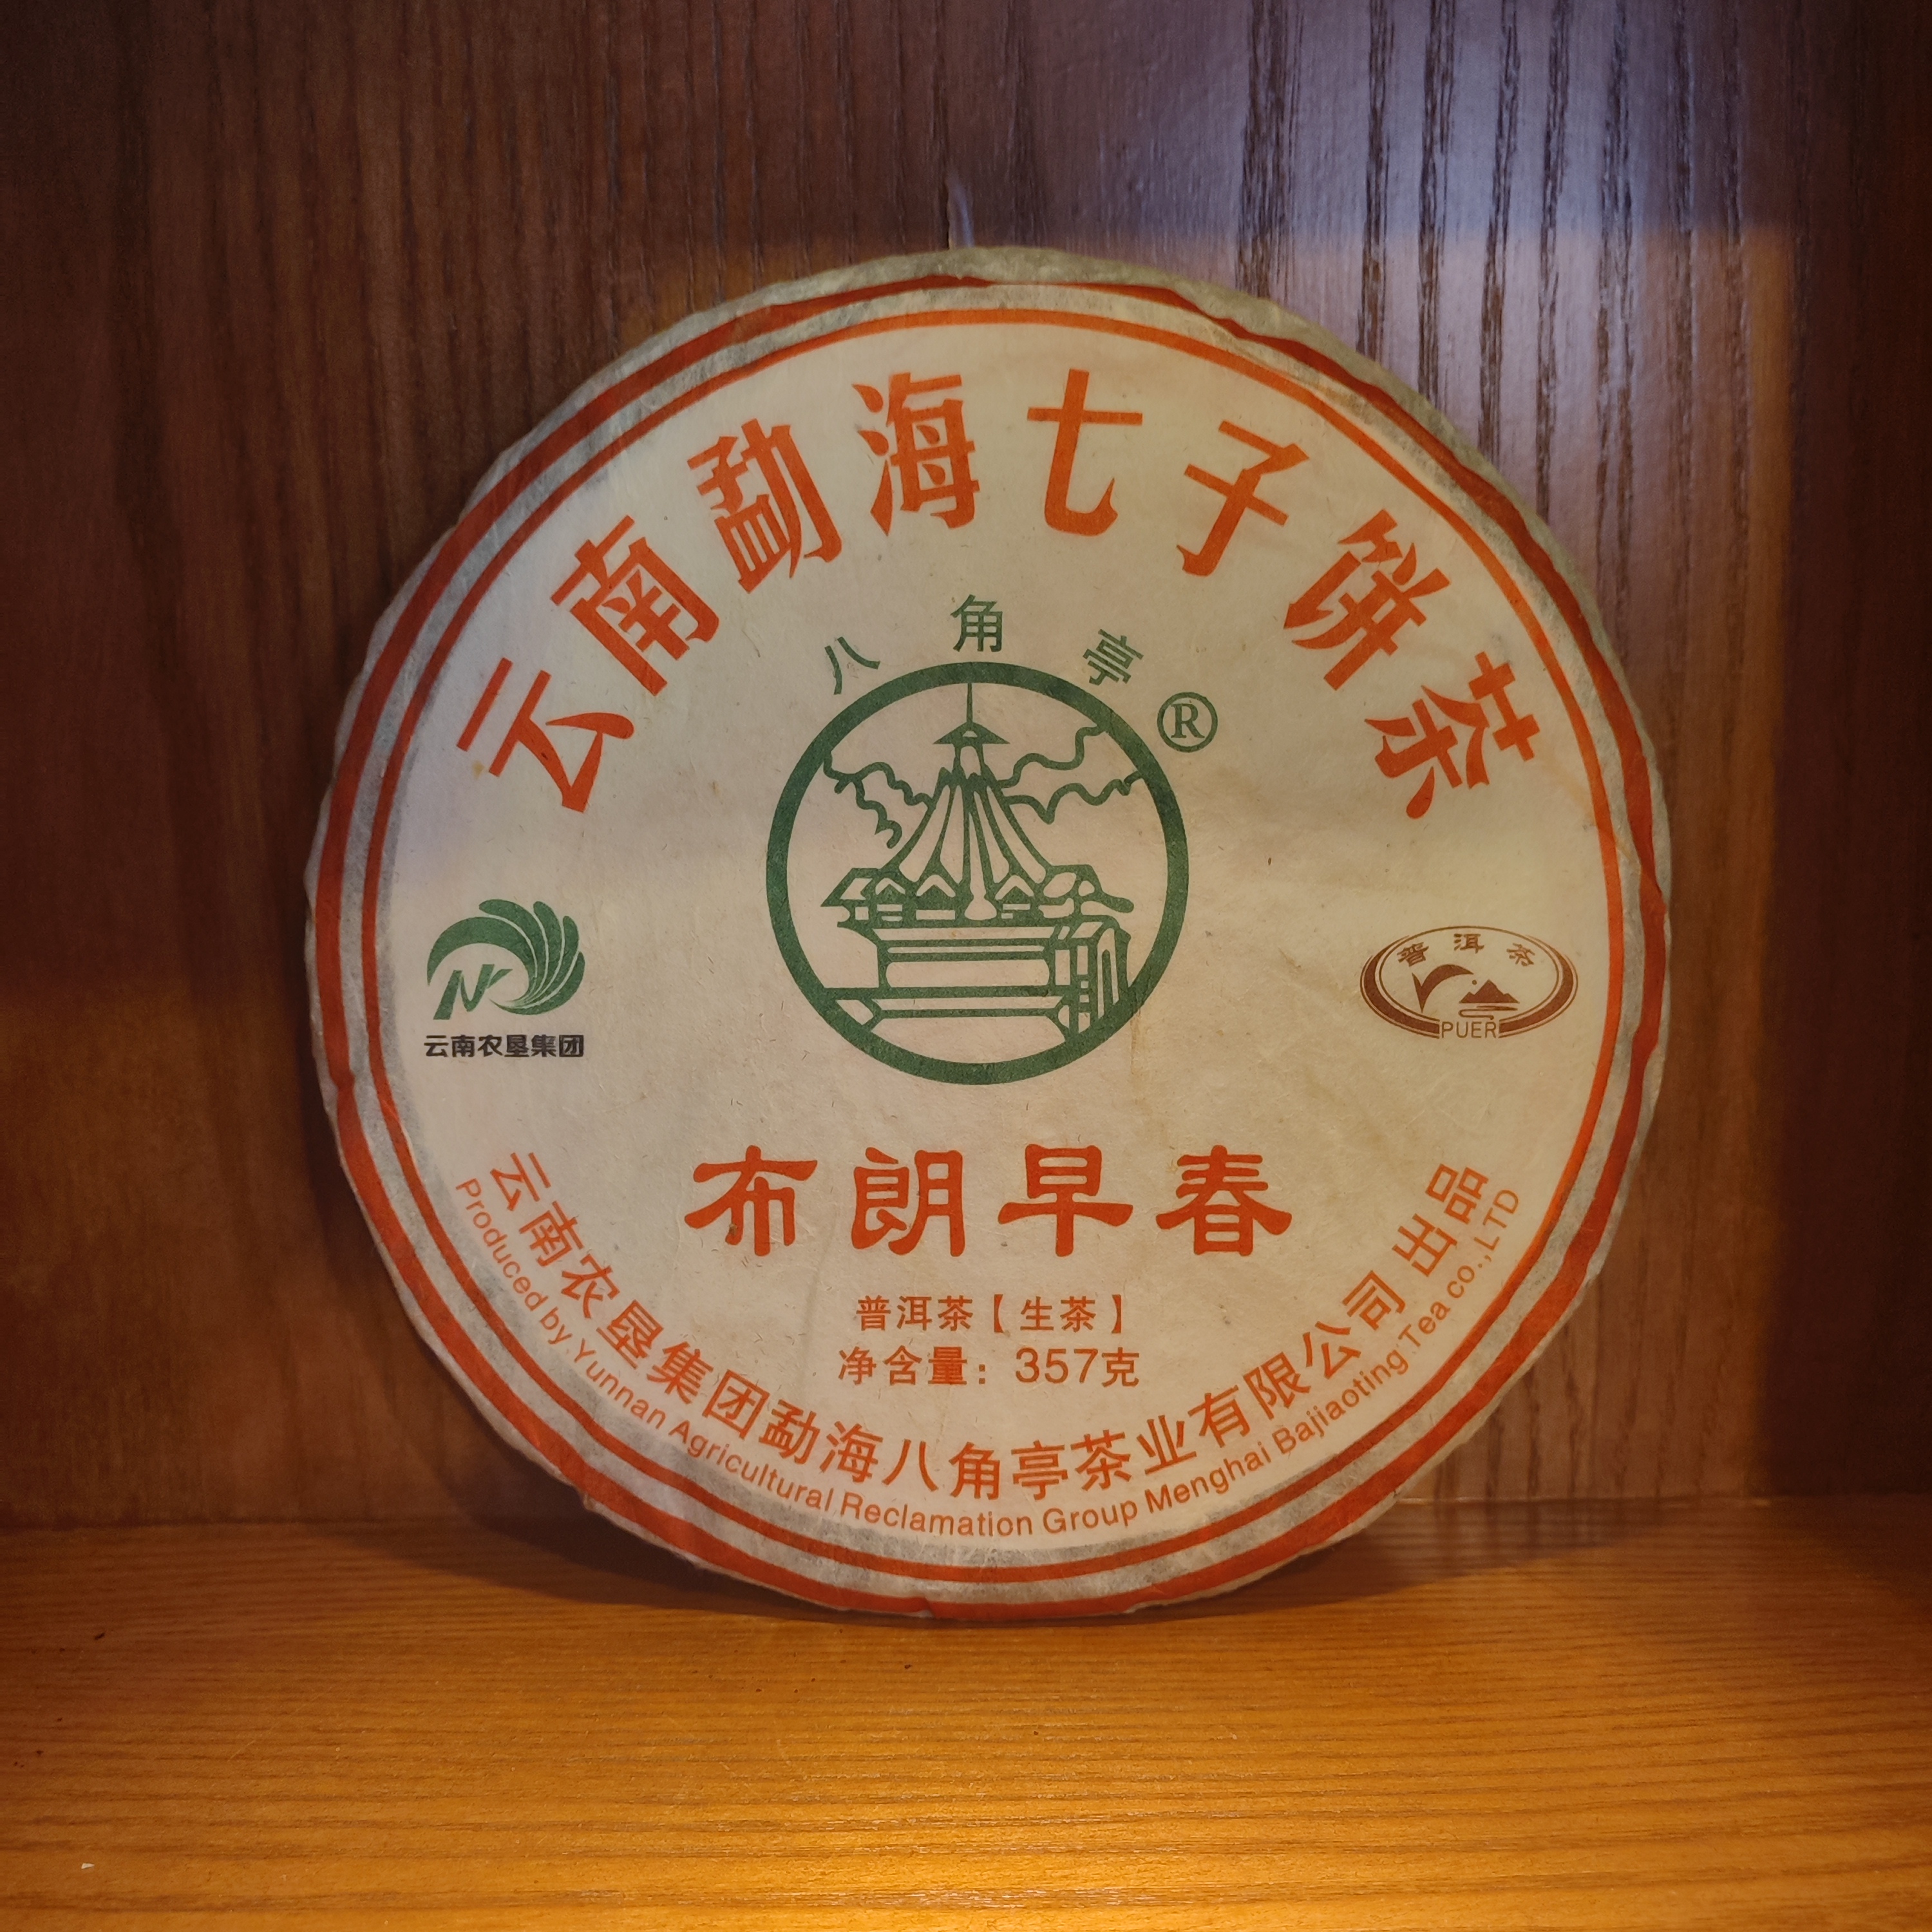 云南勐海七子饼茶
八角亭®
NK
云南农垦集团
普洱茶
PUER
布朗早春
普洱茶【生茶】
净含量：357克
云南农垦集团勐海八角亭茶业有限公司 出品
Produced by.Yunnan Agricultural Reclamation Group Menghai Bajiaoting Tea co.,LTD